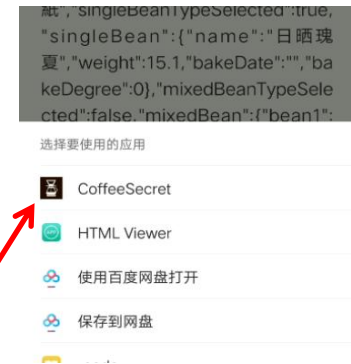 紙","singleBeanTypeSelected":true,
"singleBean":{"name":"日晒瑰
夏","weight":15.1,"bakeDate":"","ba
keDegree":0},"mixedBeanTypeSele
cted":false,"mixedBean":{"bean1":
选择要使用的应用
CoffeeSecret
HTML Viewer
使用百度网盘打开
保存到网盘